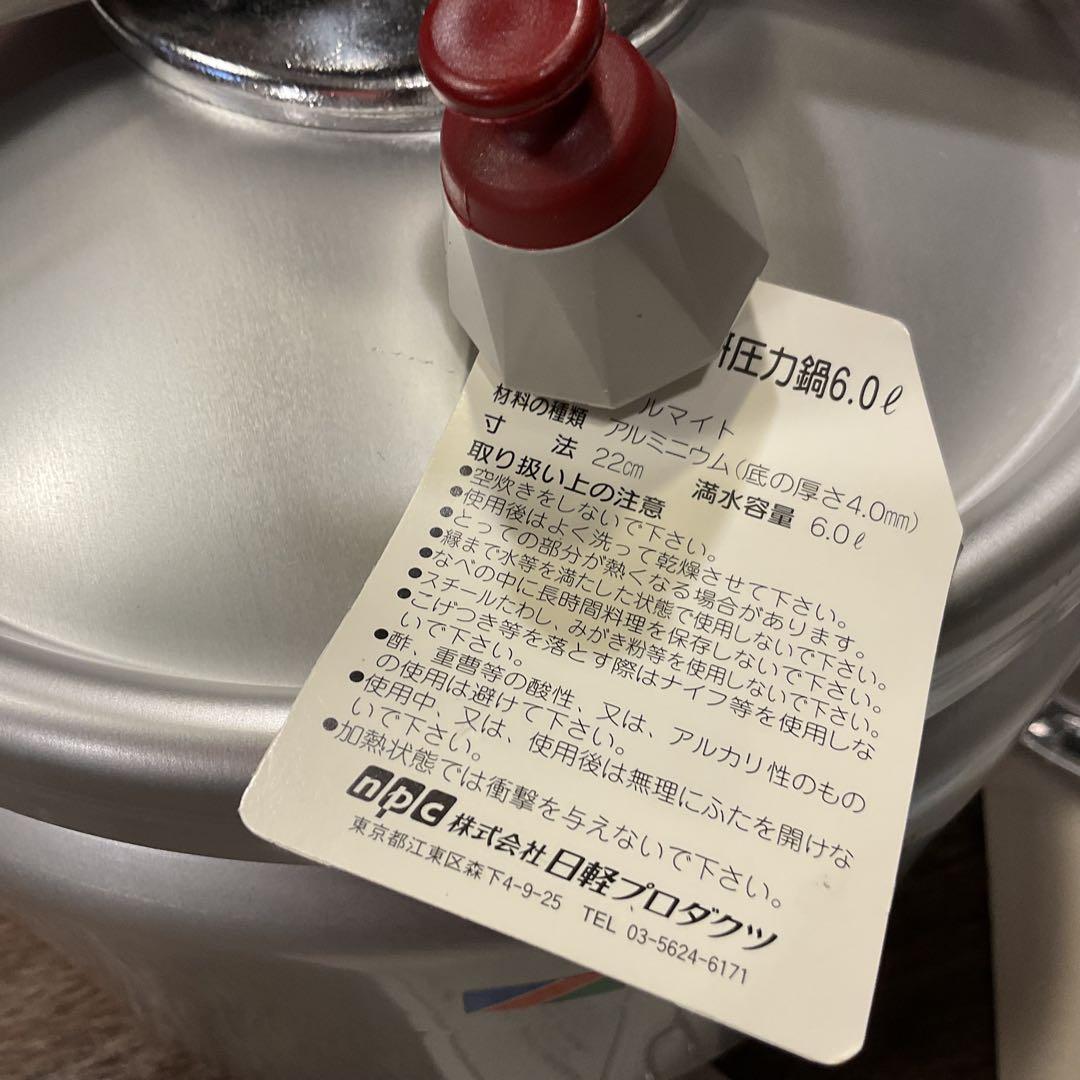 圧力鍋6.0ℓ
材料の種類 ルマイト
アルミニウム(底の厚さ4.0mm)
寸 法 22cm 満水容量 6.0ℓ
取り扱い上の注意
●空炊きをしないで下さい。
●使用後はよく洗って乾燥させて下さい。
●とっての部分が熱くなる場合があります。
●縁まで水等を満たした状態で使用しないで下さい。
●なべの中に長時間料理を保存しないで下さい。
●スチールたわし、みがき粉等を使用しないで下さい。
●こげつき等を落とす際はナイフ等を使用しな
いで下さい。
●酢、重曹等の酸性、又は、アルカリ性のもの
の使用は避けて下さい。
●使用中、又は、使用後は無理にふたを開けな
いで下さい。
●加熱状態では衝撃を与えないで下さい。
npc 株式会社 日軽プロダクツ
東京都江東区森下4-9-25 TEL 03-5624-6171